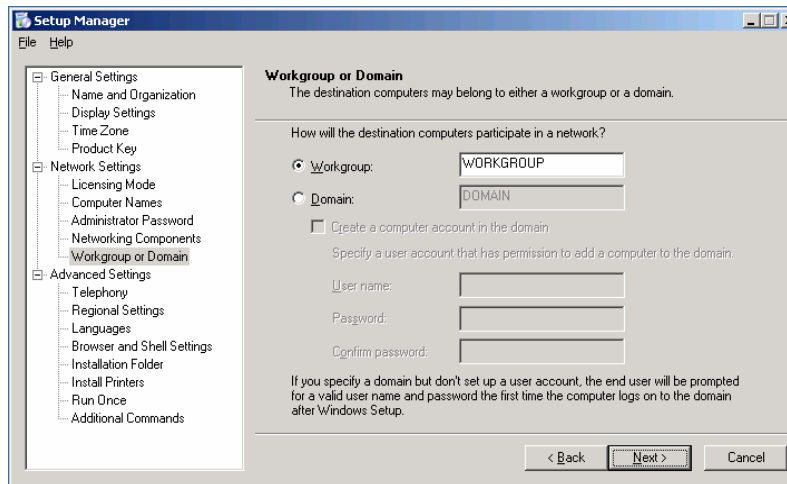 Setup Manager
File Help
General Settings
Name and Organization
Display Settings
Time Zone
Product Key
Network Settings
Licensing Mode
Computer Names
Administrator Password
Networking Components
Workgroup or Domain
Advanced Settings
Telephony
Regional Settings
Languages
Browser and Shell Settings
Installation Folder
Install Printers
Run Once
Additional Commands
Workgroup or Domain
The destination computers may belong to either a workgroup or a domain.
How will the destination computers participate in a network?
Workgroup: WORKGROUP
Domain: DOMAIN
Create a computer account in the domain
Specify a user account that has permission to add a computer to the domain.
User name:
Password:
Confirm password:
If you specify a domain but don't set up a user account, the end user will be prompted
for a valid user name and password the first time the computer logs on to the domain
after Windows Setup.
< Back Next > Cancel